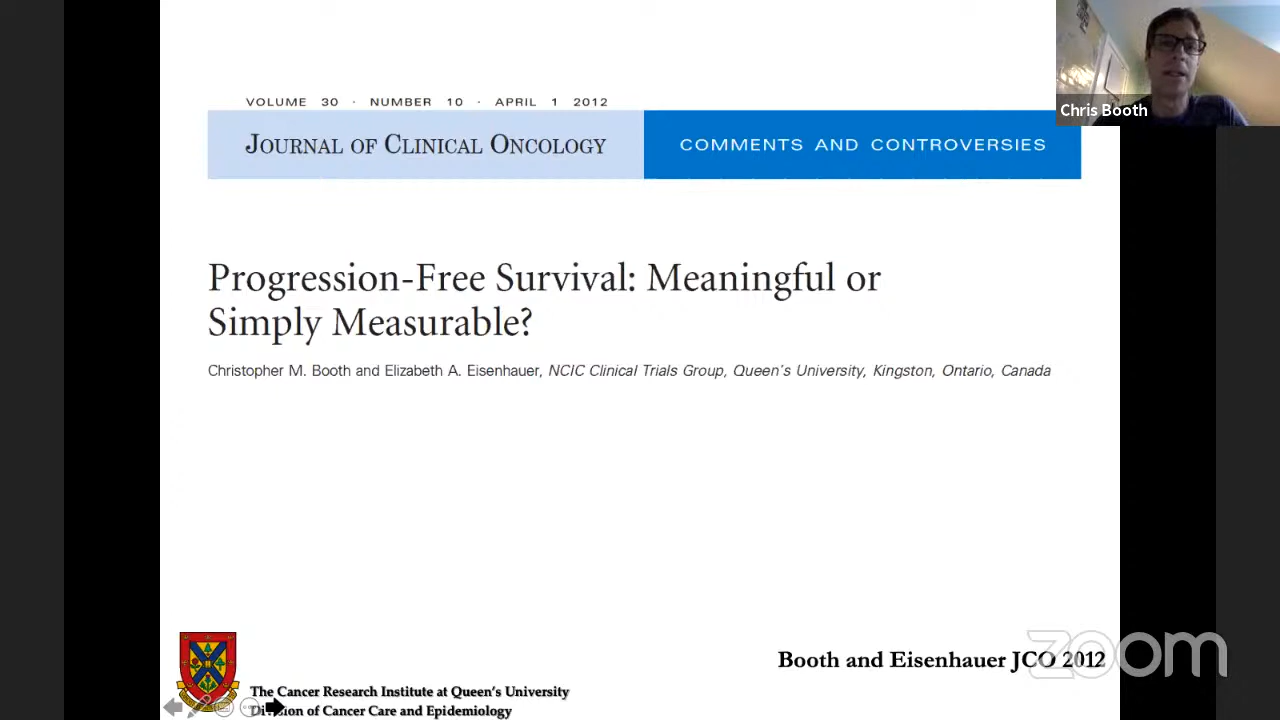 VOLUME 30 · NUMBER 10 · APRIL 1 2012
JOURNAL OF CLINICAL ONCOLOGY
COMMENTS AND CONTROVERSIES
Chris Booth
Progression-Free Survival: Meaningful or
Simply Measurable?
Christopher M. Booth and Elizabeth A. Eisenhauer, NCIC Clinical Trials Group, Queen's University, Kingston, Ontario, Canada
Booth and Eisenhauer JCO 2012
zoom
The Cancer Research Institute at Queen's University
Division of Cancer Care and Epidemiology